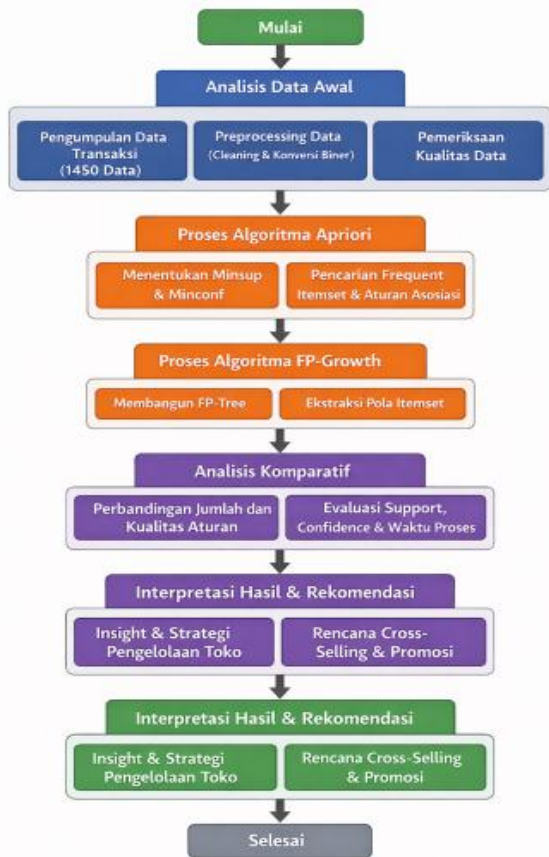 Mulai
Analisis Data Awal
Pengumpulan Data
Transaksi
(1450 Data)
Preprocessing Data
(Cleaning & Konversi Biner)
Pemeriksaan
Kualitas Data
Proses Algoritma Apriori
Menentukan Minsup
& Minconf
Pencarian Frequent
Itemset & Aturan Asosiasi
Proses Algoritma FP-Growth
Membangun FP-Tree
Ekstraksi Pola Itemset
Analisis Komparatif
Perbandingan Jumlah dan
Kualitas Aturan
Evaluasi Support,
Confidence & Waktu Proses
Interpretasi Hasil & Rekomendasi
Insight & Strategi
Pengelolaan Toko
Rencana Cross-
Selling & Promosi
Interpretasi Hasil & Rekomendasi
Insight & Strategi
Pengelolaan Toko
Rencana Cross-Selling
& Promosi
Selesai